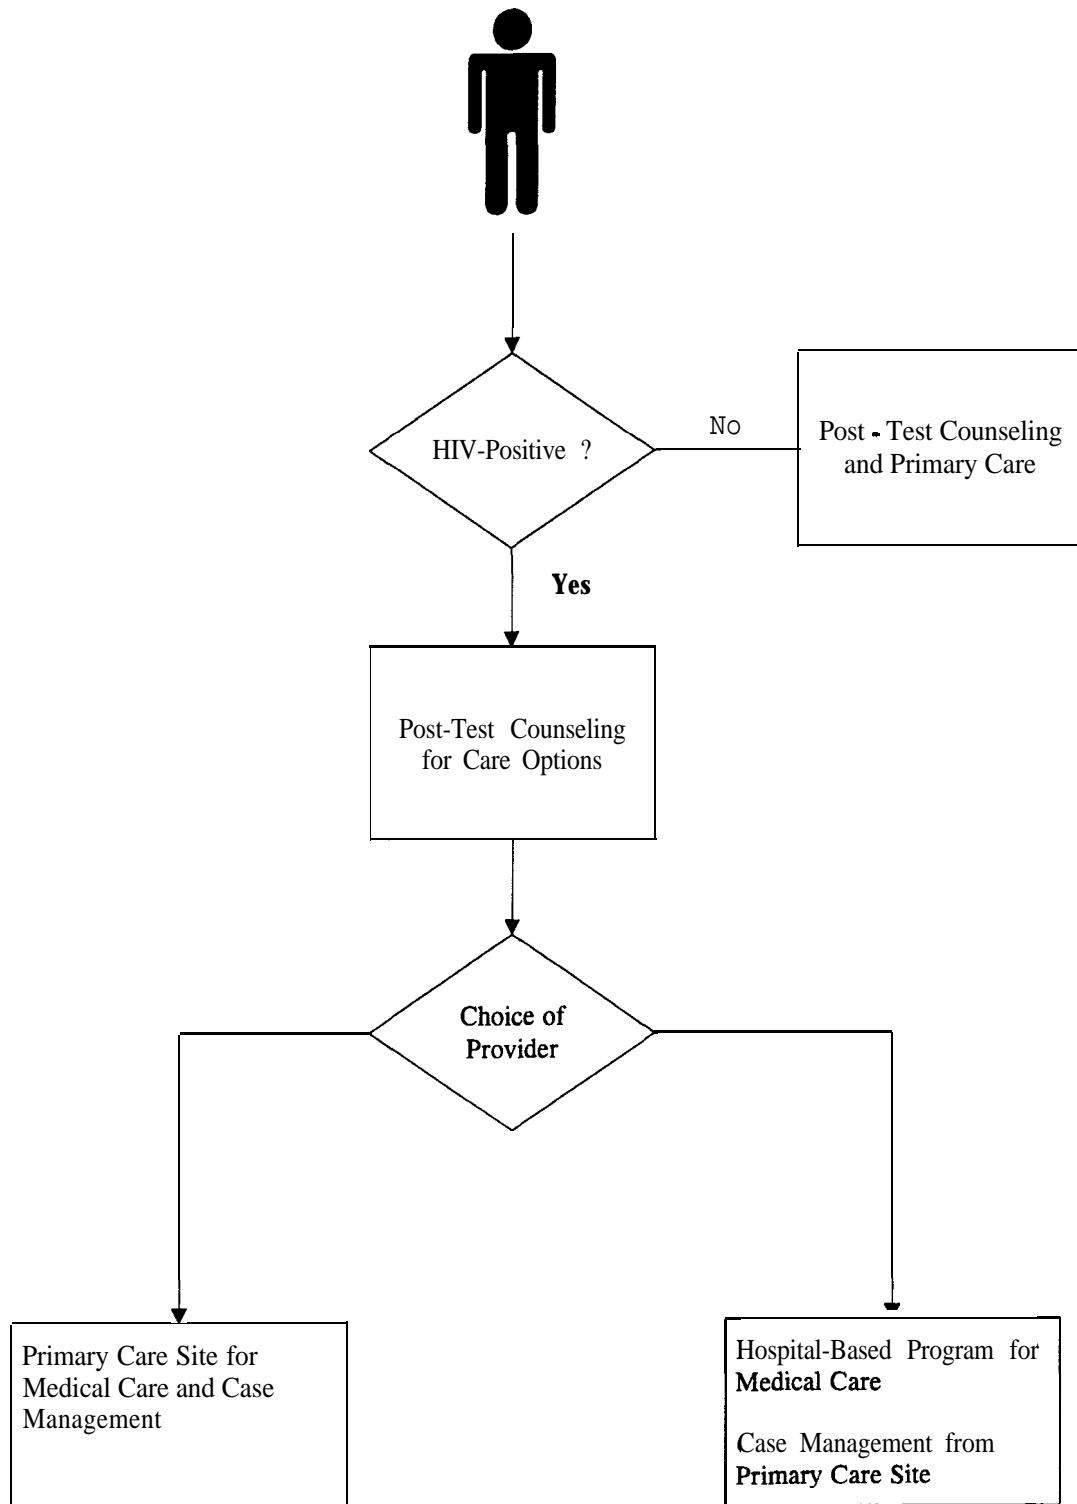 HIV-Positive ?
No
Post - Test Counseling
and Primary Care
Yes
Post-Test Counseling
for Care Options
Choice of
Provider
Primary Care Site for
Medical Care and Case
Management
Hospital-Based Program for
Medical Care
Case Management from
Primary Care Site